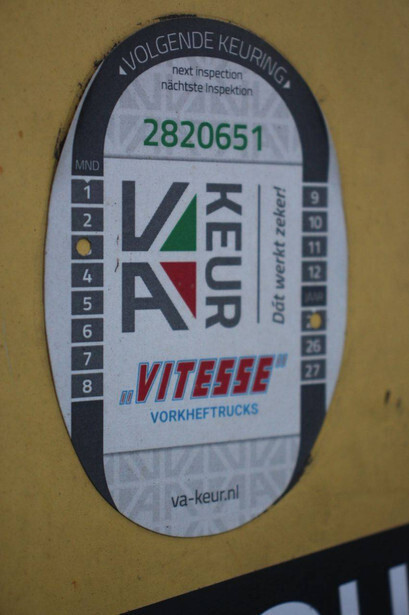 VOLGENDE KEURING
next inspection
nächtste Inspektion
2820651
MND
1
2
4
5
6
7
8
VA
KEUR
Dát werkt zeker!
9
10
11
12
JAAR
26
27
„VITESSE"
VORKHEFTRUCKS
va-keur.nl